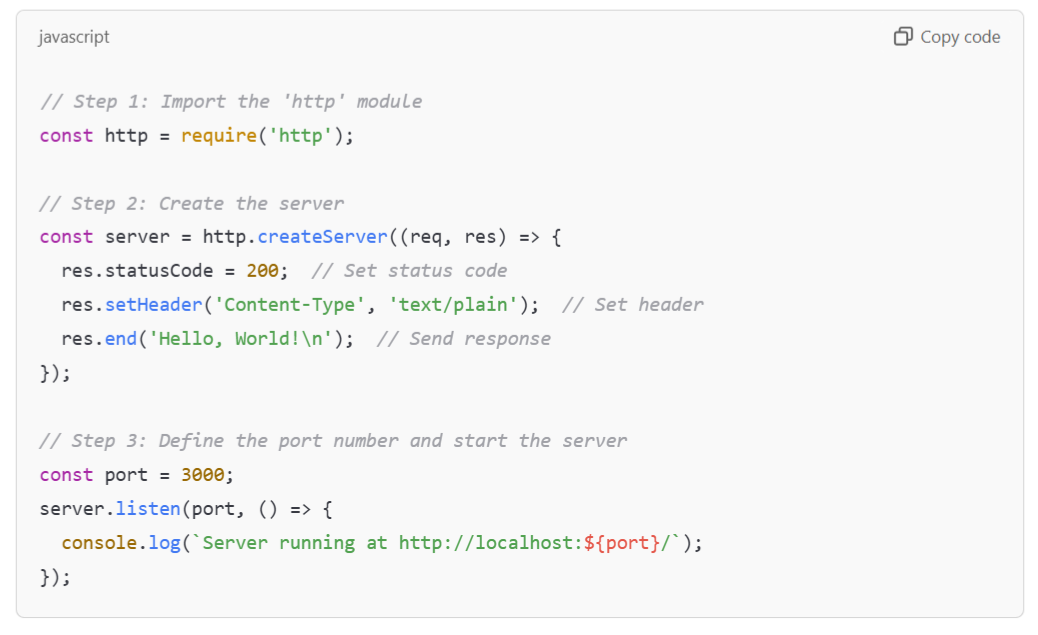 javascript
Copy code
// Step 1: Import the 'http' module
const http = require('http');
// Step 2: Create the server
const server = http.createServer((req, res) => {
  res.statusCode = 200;  // Set status code
  res.setHeader('Content-Type', 'text/plain');  // Set header
  res.end('Hello, World!\n');  // Send response
});
// Step 3: Define the port number and start the server
const port = 3000;
server.listen(port, () => {
  console.log(`Server running at http://localhost:${port}/`);
});